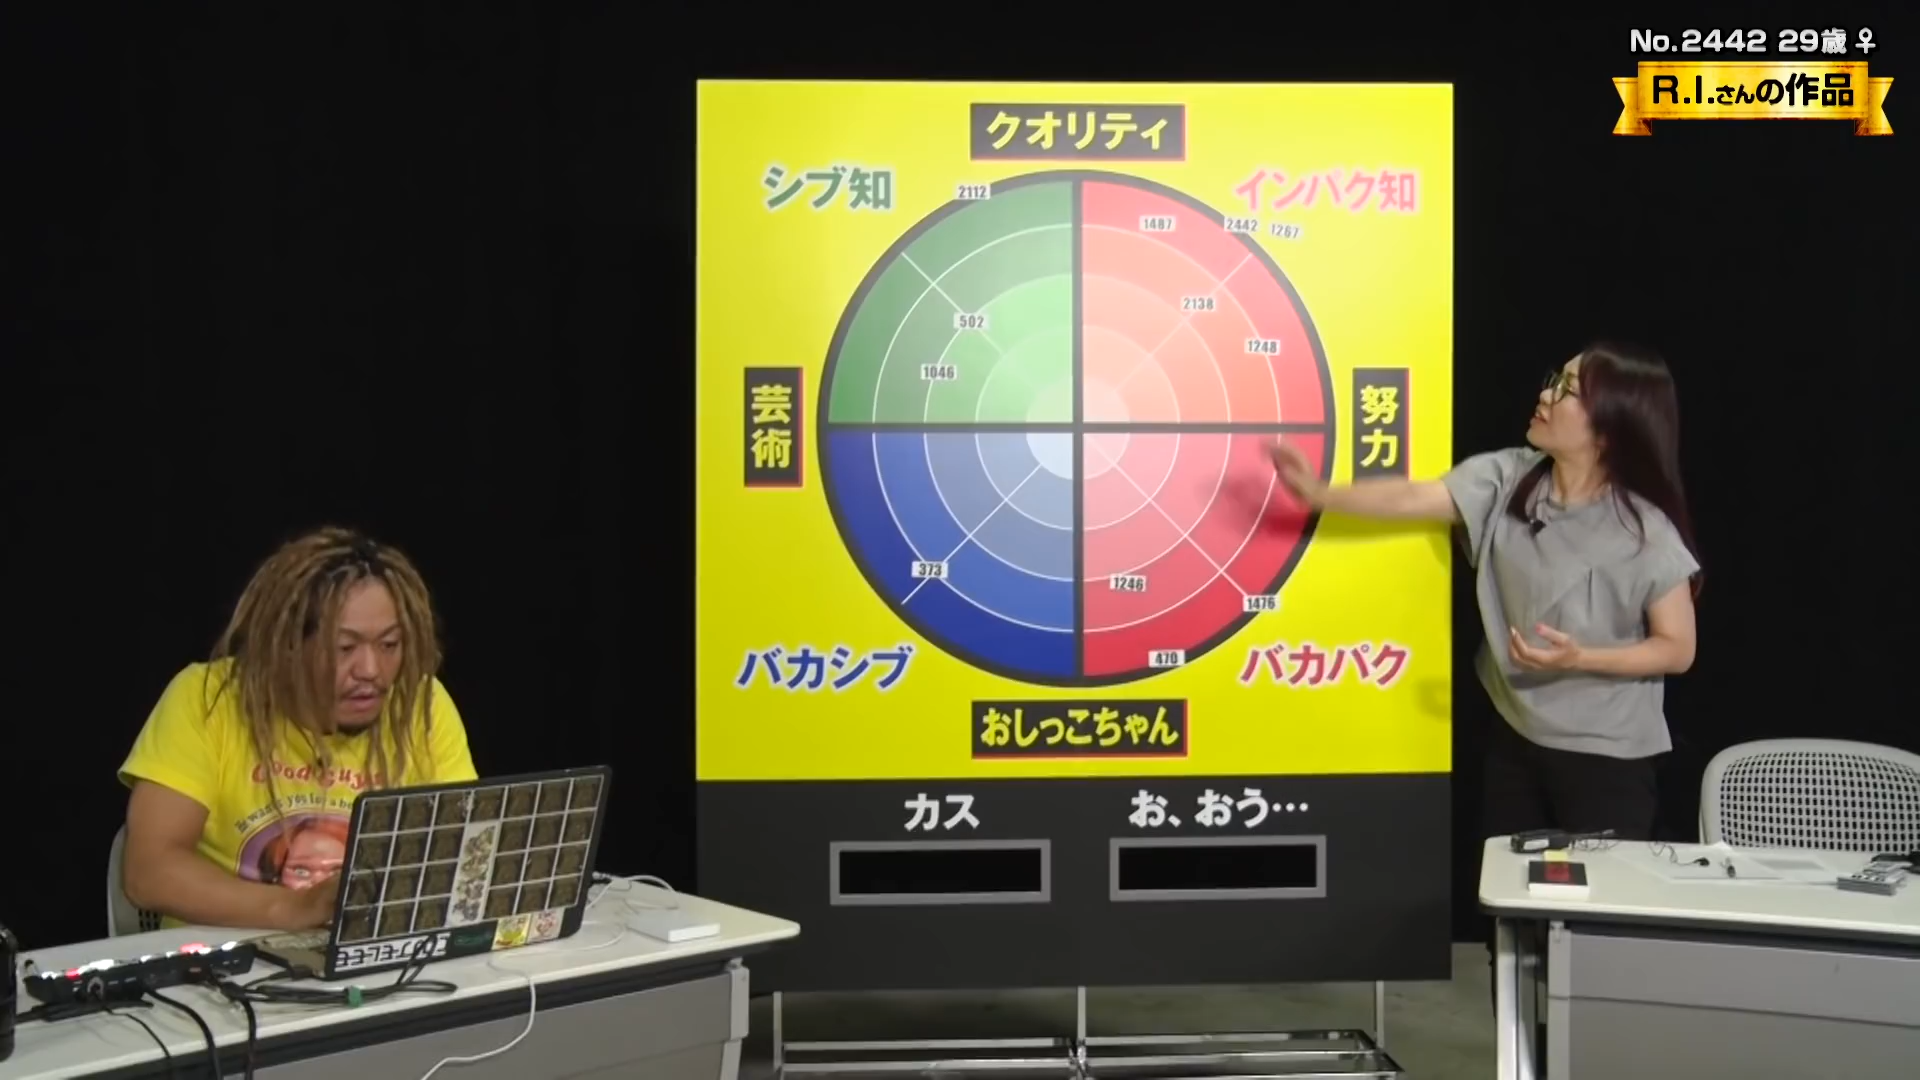 No.2442 29歳♀
R.I.さんの作品
クオリティ
シブ知
インパク知
2112
1487
2442
1267
2138
502
1248
1046
芸術
努力
373
1246
1476
470
バカシブ
バカパク
おしっこちゃん
カス
お、おう…
Good Guys